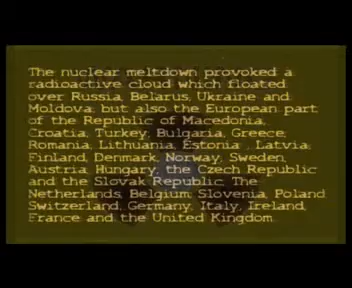 The nuclear meltdown provoked a
radioactive cloud which floated
over Russia, Belarus, Ukraine and
Moldova, but also the European part
of the Republic of Macedonia,
Croatia, Turkey, Bulgaria, Greece,
Romania, Lithuania, Estonia , Latvia,
Finland, Denmark, Norway, Sweden,
Austria, Hungary, the Czech Republic
and the Slovak Republic, The
Netherlands, Belgium, Slovenia, Poland,
Switzerland, Germany, Italy, Ireland,
France and the United Kingdom.